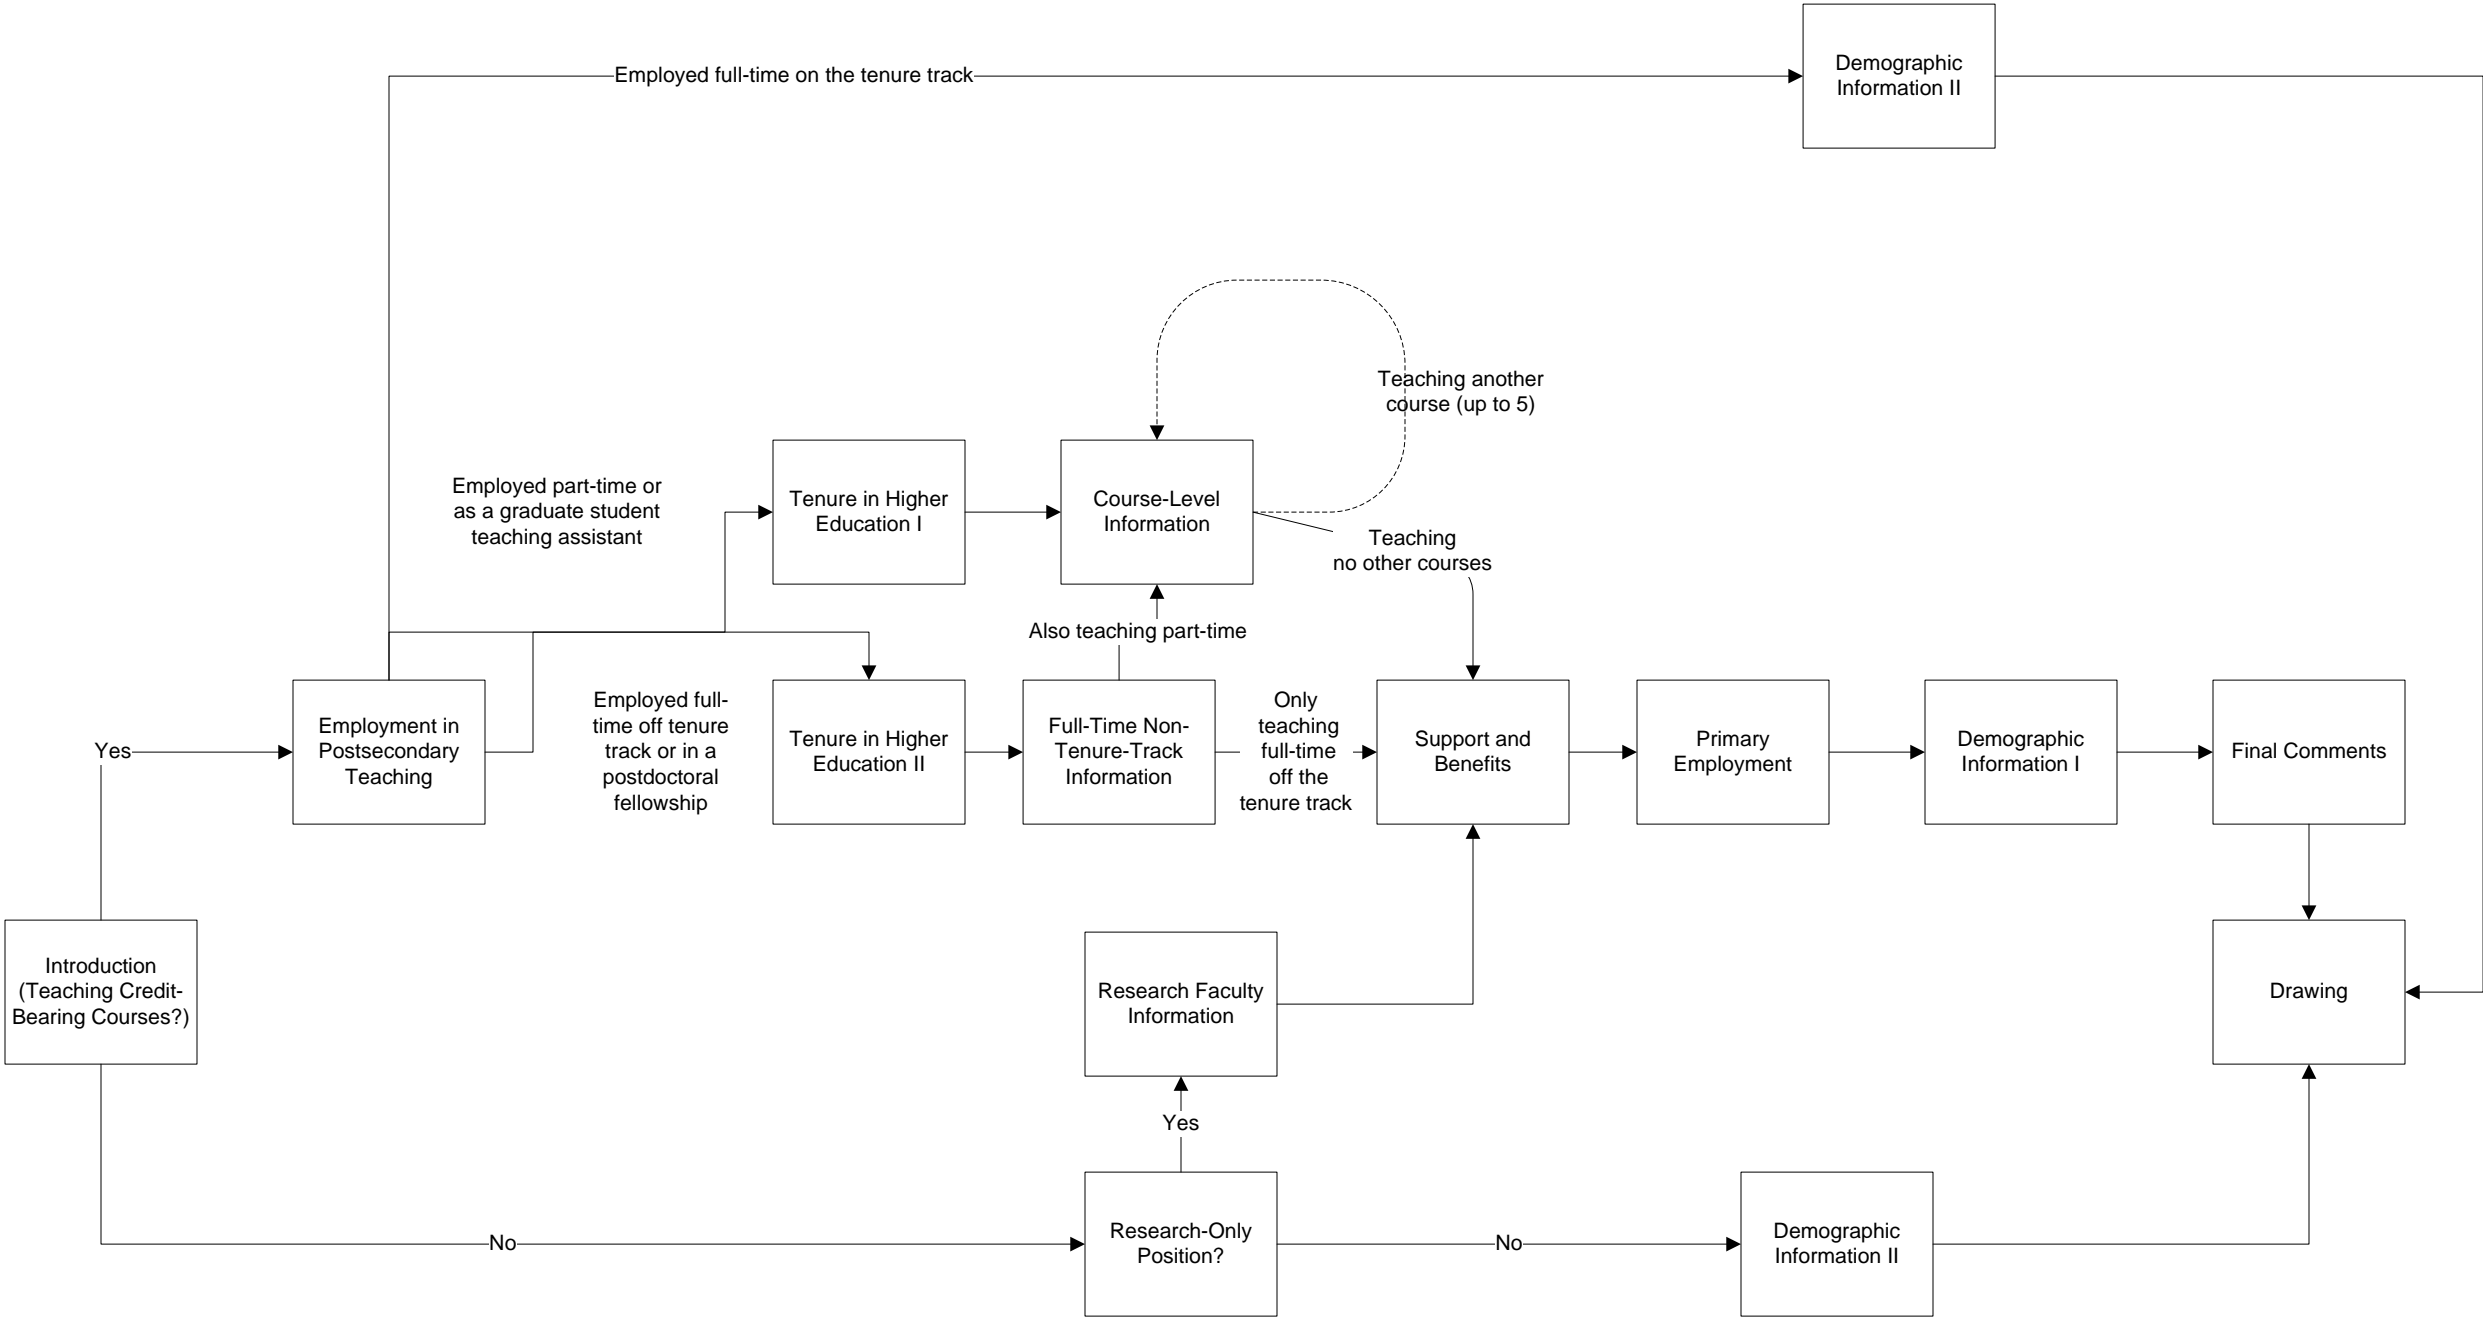 Demographic
Information II
Employed full-time on the tenure track
Teaching another
course (up to 5)
Employed part-time or
as a graduate student
teaching assistant
Tenure in Higher
Education I
Course-Level
Information
Teaching
no other courses
Also teaching part-time
Yes
Employment in
Postsecondary
Teaching
Employed full-
time off tenure
track or in a
postdoctoral
fellowship
Tenure in Higher
Education II
Full-Time Non-
Tenure-Track
Information
Only
teaching
full-time
off the
tenure track
Support and
Benefits
Primary
Employment
Demographic
Information I
Final Comments
Introduction
(Teaching Credit-
Bearing Courses?)
Research Faculty
Information
Drawing
Yes
No
Research-Only
Position?
No
Demographic
Information II